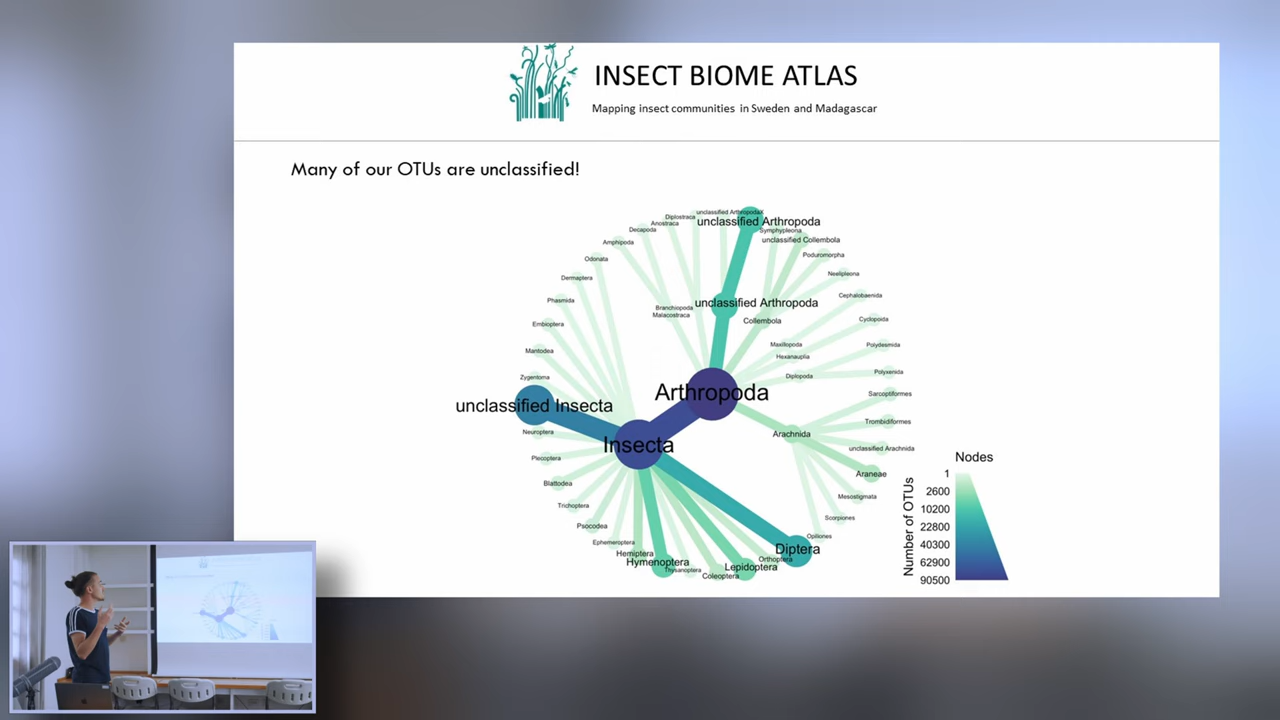 INSECT BIOME ATLAS
Mapping insect communities in Sweden and Madagascar
Many of our OTUs are unclassified!
unclassified ArthropodaX
Diplostraca
unclassified Arthropoda
Anostraca
Decapoda
Symphypleona
Amphipoda
unclassified Collembola
Odonata
Poduromorpha
Dermaptera
Neelipleona
Phasmida
Cephalobaenida
unclassified Arthropoda
Branchiopoda
Malacostraca
Embioptera
Collembola
Cyclopoida
Mantodea
Maxillopoda
Polydesmida
Hexanauplia
Zygentoma
Diplopoda
Polyxenida
Arthropoda
Sarcoptiformes
unclassified Insecta
Trombidiformes
Neuroptera
Arachnida
Insecta
unclassified Arachnida
Plecoptera
Araneae
Blattodea
Mesostigmata
Trichoptera
Scorpiones
Psocodea
Opiliones
Ephemeroptera
Diptera
Hemiptera
Orthoptera
Hymenoptera
Lepidoptera
Thysanoptera
Coleoptera
Nodes
Number of OTUs
1
2600
10200
22800
40300
62900
90500